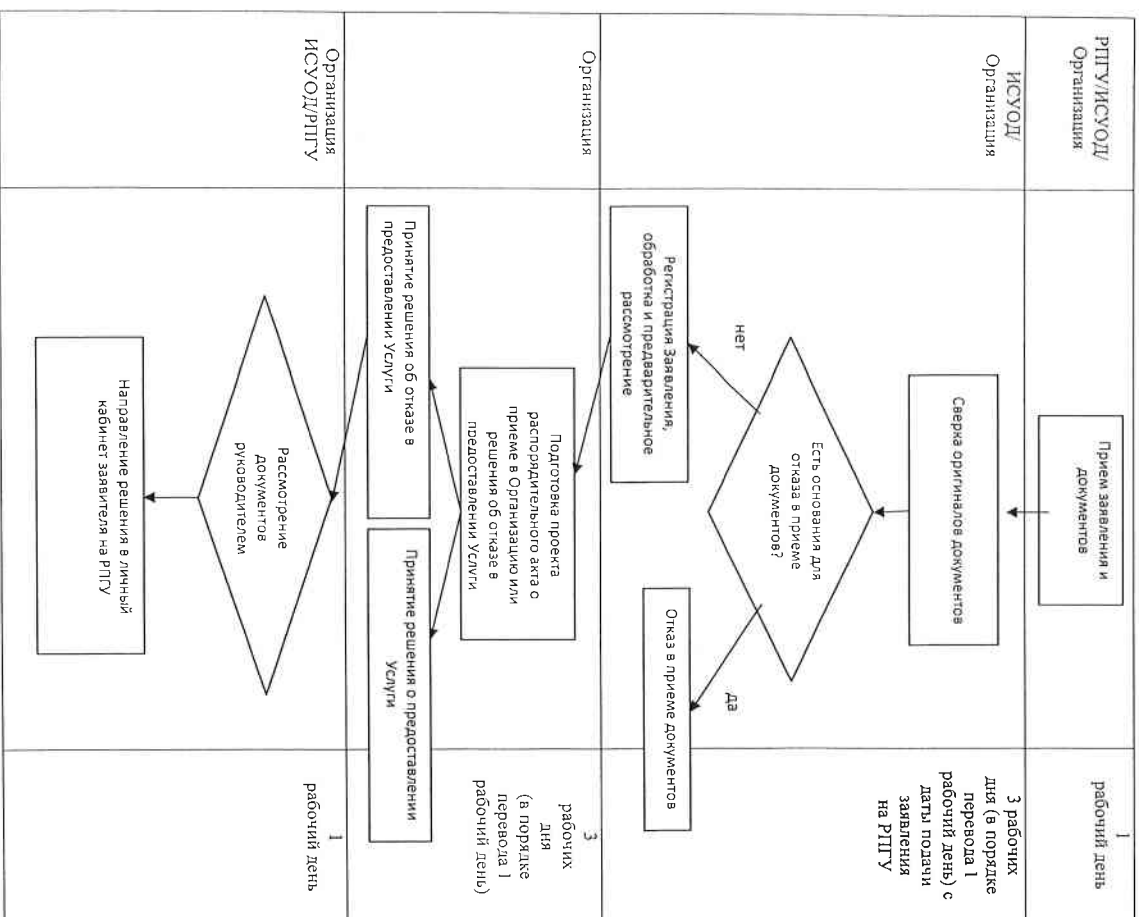 РПГУ/ИСУОД/
Организация
Прием заявления и
документов
1
рабочий день
ИСУОД/
Организация
Сверка оригиналов документов
Есть основания для
отказа в приеме
документов?
нет
да
Регистрация Заявления,
обработка и предварительное
рассмотрение
Отказ в приеме документов
3 рабочих
дня (в порядке
перевода 1
рабочий день) с
даты подачи
заявления
на РПГУ
Организация
Подготовка проекта
распорядительного акта о
приеме в Организацию или
решения об отказе в
предоставлении Услуги
Принятие решения об отказе в
предоставлении Услуги
Принятие решения о предоставлении
Услуги
3
рабочих
дня
(в порядке
перевода 1
рабочий день)
Организация
ИСУОД/РПГУ
Рассмотрение
документов
руководителем
Направление решения в личный
кабинет заявителя на РПГУ
1
рабочий день